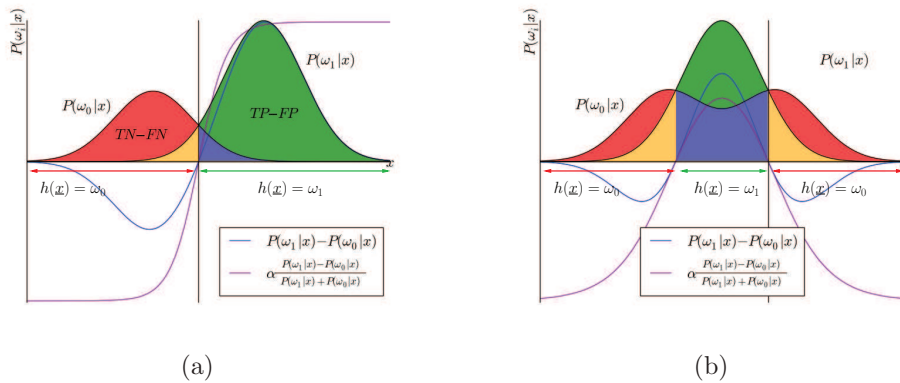 P(ω_i|x)
P(ω_1|x)
P(ω_0|x)
TN−FN
TP−FP
x
h(x) = ω_0
h(x) = ω_1
P(ω_1|x)−P(ω_0|x)
α P(ω_1|x)−P(ω_0|x) / P(ω_1|x)+P(ω_0|x)
(a)
P(ω_i|x)
P(ω_1|x)
P(ω_0|x)
h(x) = ω_0
h(x) = ω_1
h(x) = ω_0
P(ω_1|x)−P(ω_0|x)
α P(ω_1|x)−P(ω_0|x) / P(ω_1|x)+P(ω_0|x)
(b)